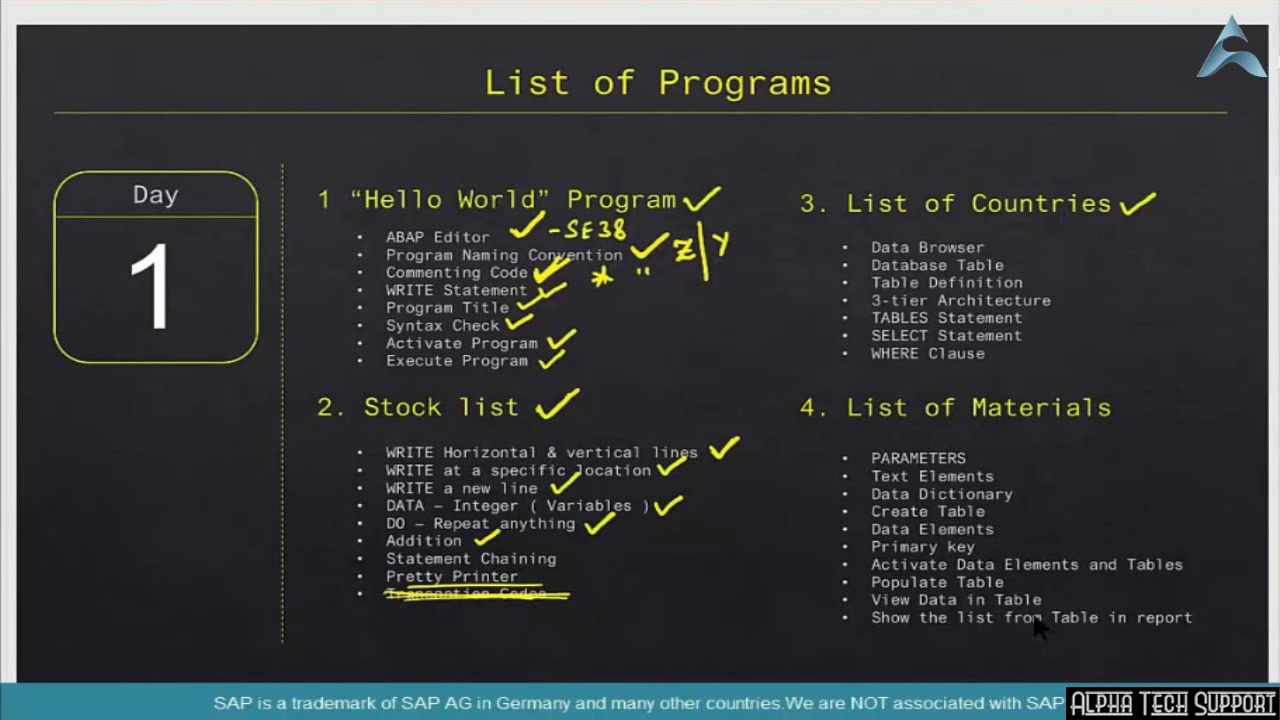 List of Programs
Day
1
1 “Hello World” Program
• ABAP Editor -SE38
• Program Naming Convention Z|Y
• Commenting Code * "
• WRITE Statement
• Program Title
• Syntax Check
• Activate Program
• Execute Program
2. Stock list
• WRITE Horizontal & vertical lines
• WRITE at a specific location
• WRITE a new line
• DATA – Integer ( Variables )
• DO – Repeat anything
• Addition
• Statement Chaining
• Pretty Printer
• Transaction Codes
3. List of Countries
• Data Browser
• Database Table
• Table Definition
• 3-tier Architecture
• TABLES Statement
• SELECT Statement
• WHERE Clause
4. List of Materials
• PARAMETERS
• Text Elements
• Data Dictionary
• Create Table
• Data Elements
• Primary key
• Activate Data Elements and Tables
• Populate Table
• View Data in Table
• Show the list from Table in report
SAP is a trademark of SAP AG in Germany and many other countries.We are NOT associated with SAP
Alpha Tech Support